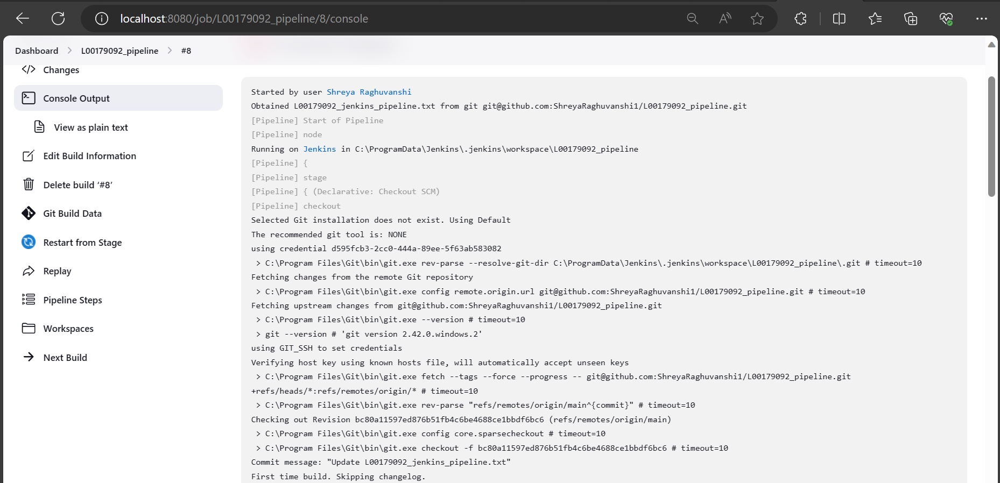 localhost:8080/job/L00179092_pipeline/8/console
Dashboard > L00179092_pipeline > #8
Changes
Console Output
View as plain text
Edit Build Information
Delete build ‘#8’
Git Build Data
Restart from Stage
Replay
Pipeline Steps
Workspaces
Next Build
Started by user Shreya Raghuvanshi
Obtained L00179092_jenkins_pipeline.txt from git git@github.com:ShreyaRaghuvanshi1/L00179092_pipeline.git
[Pipeline] Start of Pipeline
[Pipeline] node
Running on Jenkins in C:\ProgramData\Jenkins\.jenkins\workspace\L00179092_pipeline
[Pipeline] {
[Pipeline] stage
[Pipeline] { (Declarative: Checkout SCM)
[Pipeline] checkout
Selected Git installation does not exist. Using Default
The recommended git tool is: NONE
using credential d595fcb3-2cc0-444a-89ee-5f63ab583082
> C:\Program Files\Git\bin\git.exe rev-parse --resolve-git-dir C:\ProgramData\Jenkins\.jenkins\workspace\L00179092_pipeline\.git # timeout=10
Fetching changes from the remote Git repository
> C:\Program Files\Git\bin\git.exe config remote.origin.url git@github.com:ShreyaRaghuvanshi1/L00179092_pipeline.git # timeout=10
Fetching upstream changes from git@github.com:ShreyaRaghuvanshi1/L00179092_pipeline.git
> C:\Program Files\Git\bin\git.exe --version # timeout=10
> git --version # 'git version 2.42.0.windows.2'
using GIT_SSH to set credentials
Verifying host key using known hosts file, will automatically accept unseen keys
> C:\Program Files\Git\bin\git.exe fetch --tags --force --progress -- git@github.com:ShreyaRaghuvanshi1/L00179092_pipeline.git
+refs/heads/*:refs/remotes/origin/* # timeout=10
> C:\Program Files\Git\bin\git.exe rev-parse "refs/remotes/origin/main^{commit}" # timeout=10
Checking out Revision bc80a11597ed876b51fb4c6be4688ce1bbdf6bc6 (refs/remotes/origin/main)
> C:\Program Files\Git\bin\git.exe config core.sparsecheckout # timeout=10
> C:\Program Files\Git\bin\git.exe checkout -f bc80a11597ed876b51fb4c6be4688ce1bbdf6bc6 # timeout=10
Commit message: "Update L00179092_jenkins_pipeline.txt"
First time build. Skipping changelog.